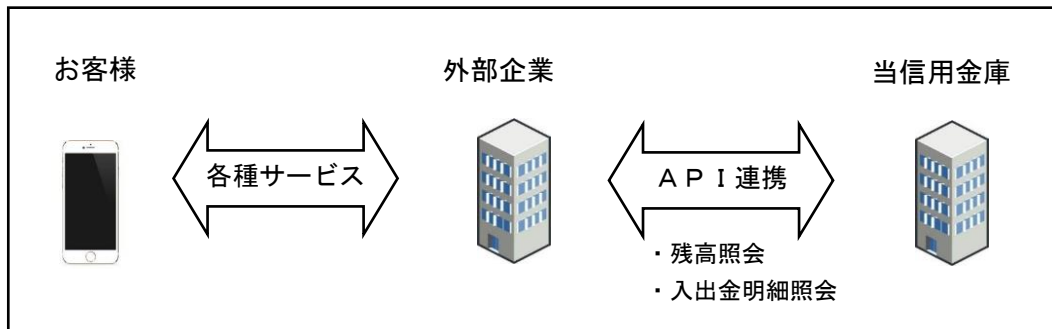 お客様
外部企業
当信用金庫
各種サービス
ＡＰＩ連携
・残高照会
・入出金明細照会